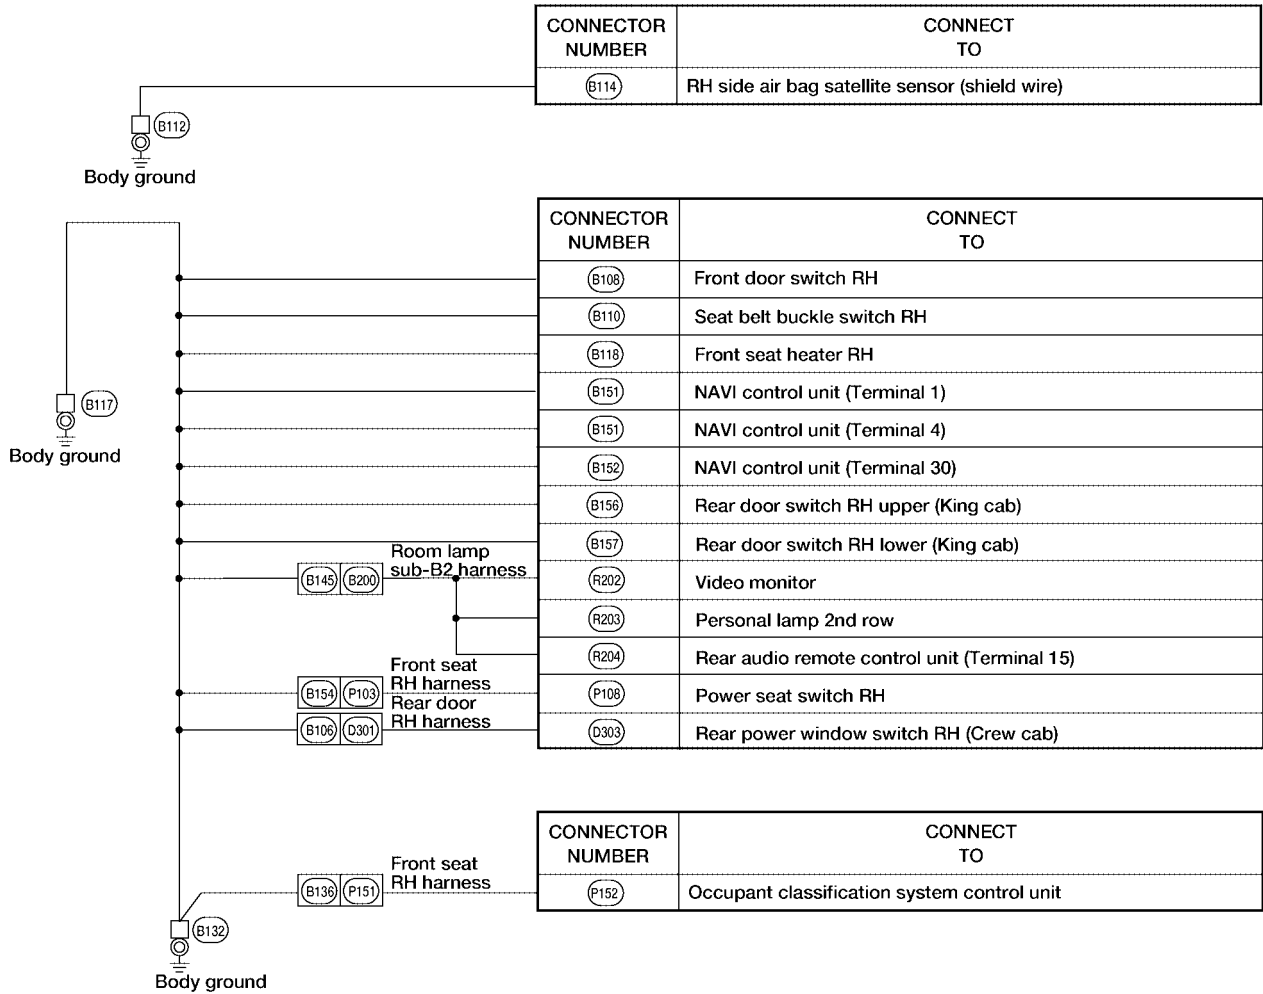 CONNECTOR NUMBER
CONNECT TO
B114
RH side air bag satellite sensor (shield wire)
B112
Body ground
CONNECTOR NUMBER
CONNECT TO
B108
Front door switch RH
B110
Seat belt buckle switch RH
B118
Front seat heater RH
B151
NAVI control unit (Terminal 1)
B117
Body ground
B151
NAVI control unit (Terminal 4)
B152
NAVI control unit (Terminal 30)
B156
Rear door switch RH upper (King cab)
B157
Rear door switch RH lower (King cab)
Room lamp
sub-B2 harness
B145 B200
R202
Video monitor
R203
Personal lamp 2nd row
R204
Rear audio remote control unit (Terminal 15)
Front seat
RH harness
B154 P103
P108
Power seat switch RH
Rear door
RH harness
B106 D301
D303
Rear power window switch RH (Crew cab)
CONNECTOR NUMBER
CONNECT TO
Front seat
RH harness
B136 P151
P152
Occupant classification system control unit
B132
Body ground